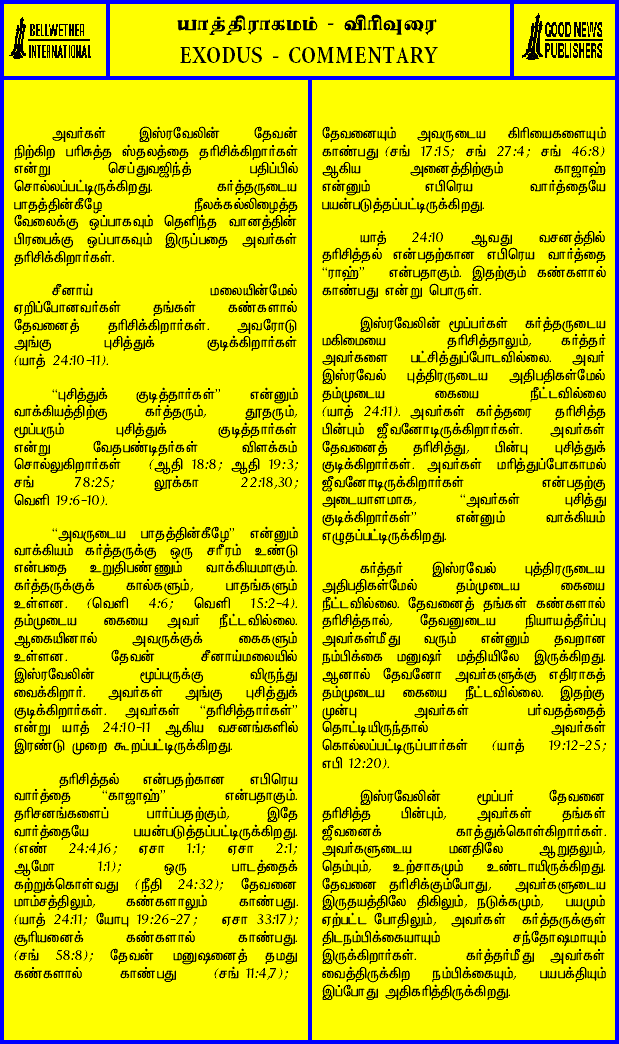 BELLWETHER
INTERNATIONAL
யாத்திராகமம் - விரிவுரை
EXODUS - COMMENTARY
GOOD NEWS
PUBLISHERS
அவர்கள் இஸ்ரவேலின் தேவன்
நிற்கிற பரிசுத்த ஸ்தலத்தை தரிசிக்கிறார்கள்
என்று செப்துவஜிந்த் பதிப்பில்
சொல்லப்பட்டிருக்கிறது. கர்த்தருடைய
பாதத்தின்கீழே நீலக்கல்லிழைத்த
வேலைக்கு ஒப்பாகவும் தெளிந்த வானத்தின்
பிரபைக்கு ஒப்பாகவும் இருப்பதை அவர்கள்
தரிசிக்கிறார்கள்.
சீனாய் மலையின்மேல்
ஏறிப்போனவர்கள் தங்கள் கண்களால்
தேவனைத் தரிசிக்கிறார்கள். அவரோடு
அங்கு புசித்துக் குடிக்கிறார்கள்
(யாத் 24:10-11).
“புசித்துக் குடித்தார்கள்” என்னும்
வாக்கியத்திற்கு கர்த்தரும், தூதரும்,
மூப்பரும் புசித்துக் குடித்தார்கள்
என்று வேதபண்டிதர்கள் விளக்கம்
சொல்லுகிறார்கள் (ஆதி 18:8; ஆதி 19:3;
சங் 78:25; லூக்கா 22:18,30;
வெளி 19:6-10).
“அவருடைய பாதத்தின்கீழே” என்னும்
வாக்கியம் கர்த்தருக்கு ஒரு சரீரம் உண்டு
என்பதை உறுதிபண்ணும் வாக்கியமாகும்.
கர்த்தருக்குக் கால்களும், பாதங்களும்
உள்ளன. (வெளி 4:6; வெளி 15:2-4).
தம்முடைய கையை அவர் நீட்டவில்லை.
ஆகையினால் அவருக்குக் கைகளும்
உள்ளன. தேவன் சீனாய்மலையில்
இஸ்ரவேலின் மூப்பருக்கு விருந்து
வைக்கிறார். அவர்கள் அங்கு புசித்துக்
குடிக்கிறார்கள். அவர்கள் “தரிசித்தார்கள்”
என்று யாத் 24:10-11 ஆகிய வசனங்களில்
இரண்டு முறை கூறப்பட்டிருக்கிறது.
தரிசித்தல் என்பதற்கான எபிரெய
வார்த்தை “காஜாஹ்” என்பதாகும்.
தரிசனங்களைப் பார்ப்பதற்கும், இதே
வார்த்தையே பயன்படுத்தப்பட்டிருக்கிறது.
(எண் 24:4,16; ஏசா 1:1; ஏசா 2:1;
ஆமோ 1:1); ஒரு பாடத்தைக்
கற்றுக்கொள்வது (நீதி 24:32); தேவனை
மாம்சத்திலும், கண்களாலும் காண்பது.
(யாத் 24:11; யோபு 19:26-27; ஏசா 33:17);
சூரியனைக் கண்களால் காண்பது.
(சங் 58:8); தேவன் மனுஷனைத் தமது
கண்களால் காண்பது (சங் 11:4,7);
தேவனையும் அவருடைய கிரியைகளையும்
காண்பது (சங் 17:15; சங் 27:4; சங் 46:8)
ஆகிய அனைத்திற்கும் காஜாஹ்
என்னும் எபிரெய வார்த்தையே
பயன்படுத்தப்பட்டிருக்கிறது.
யாத் 24:10 ஆவது வசனத்தில்
தரிசித்தல் என்பதற்கான எபிரெய வார்த்தை
“ராஹ்” என்பதாகும். இதற்கும் கண்களால்
காண்பது என்று பொருள்.
இஸ்ரவேலின் மூப்பர்கள் கர்த்தருடைய
மகிமையை தரிசித்தாலும், கர்த்தர்
அவர்களை பட்சித்துப்போடவில்லை. அவர்
இஸ்ரவேல் புத்திரருடைய அதிபதிகள்மேல்
தம்முடைய கையை நீட்டவில்லை
(யாத் 24:11). அவர்கள் கர்த்தரை தரிசித்த
பின்பும் ஜீவனோடிருக்கிறார்கள். அவர்கள்
தேவனைத் தரிசித்து, பின்பு புசித்துக்
குடிக்கிறார்கள். அவர்கள் மரித்துப்போகாமல்
ஜீவனோடிருக்கிறார்கள் என்பதற்கு
அடையாளமாக, “அவர்கள் புசித்து
குடிக்கிறார்கள்” என்னும் வாக்கியம்
எழுதப்பட்டிருக்கிறது.
கர்த்தர் இஸ்ரவேல் புத்திரருடைய
அதிபதிகள்மேல் தம்முடைய கையை
நீட்டவில்லை. தேவனைத் தங்கள் கண்களால்
தரிசித்தால், தேவனுடைய நியாயத்தீர்ப்பு
அவர்கள்மீது வரும் என்னும் தவறான
நம்பிக்கை மனுஷர் மத்தியிலே இருக்கிறது.
ஆனால் தேவனோ அவர்களுக்கு எதிராகத்
தம்முடைய கையை நீட்டவில்லை. இதற்கு
முன்பு அவர்கள் பர்வதத்தைத்
தொட்டியிருந்தால் அவர்கள்
கொல்லப்பட்டிருப்பார்கள் (யாத் 19:12-25;
எபி 12:20).
இஸ்ரவேலின் மூப்பர் தேவனை
தரிசித்த பின்பும், அவர்கள் தங்கள்
ஜீவனைக் காத்துக்கொள்கிறார்கள்.
அவர்களுடைய மனதிலே ஆறுதலும்,
தெம்பும், உற்சாகமும் உண்டாயிருக்கிறது.
தேவனை தரிசிக்கும்போது, அவர்களுடைய
இருதயத்திலே திகிலும், நடுக்கமும், பயமும்
ஏற்பட்ட போதிலும், அவர்கள் கர்த்தருக்குள்
திடநம்பிக்கையாயும் சந்தோஷமாயும்
இருக்கிறார்கள். கர்த்தர்மீது அவர்கள்
வைத்திருக்கிற நம்பிக்கையும், பயபக்தியும்
இப்போது அதிகரித்திருக்கிறது.